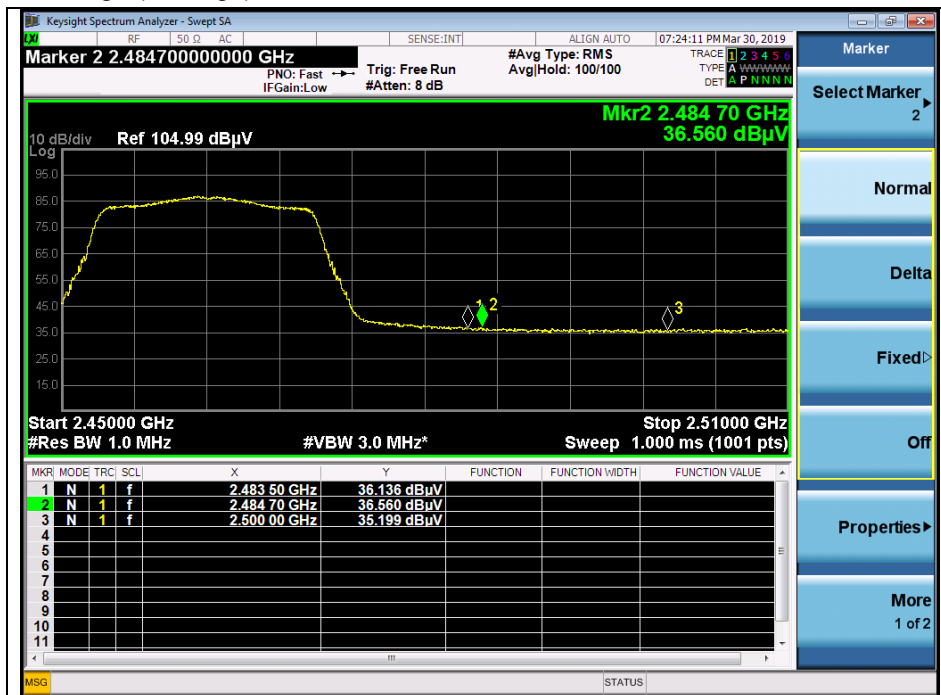 Keysight Spectrum Analyzer - Swept SA
LXI RF 50 Ω AC SENSE:INT ALIGN AUTO 07:24:11 PM Mar 30, 2019
Marker 2 2.484700000000 GHz
PNO: Fast
IFGain:Low
Trig: Free Run
#Atten: 8 dB
#Avg Type: RMS
Avg|Hold: 100/100
TRACE 1 2 3 4 5 6
TYPE A WWWWW
DET A P N N N N
Mkr2 2.484 70 GHz
36.560 dBµV
10 dB/div Ref 104.99 dBµV
Log
95.0
85.0
75.0
65.0
55.0
45.0
35.0
25.0
15.0
1 2 3
Start 2.45000 GHz Stop 2.51000 GHz
#Res BW 1.0 MHz #VBW 3.0 MHz* Sweep 1.000 ms (1001 pts)
MKR MODE TRC SCL X Y FUNCTION FUNCTION WIDTH FUNCTION VALUE
1 N 1 f 2.483 50 GHz 36.136 dBµV
2 N 1 f 2.484 70 GHz 36.560 dBµV
3 N 1 f 2.500 00 GHz 35.199 dBµV
4
5
6
7
8
9
10
11
MSG STATUS
Marker
Select Marker
2
Normal
Delta
Fixed
Off
Properties
More
1 of 2